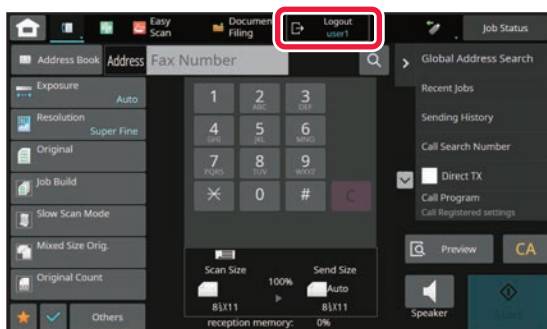 Easy
Scan
Documen
Filing
Logout
user1
Job Status
Address Book
Address
Fax Number
Global Address Search
Exposure
Auto
Recent Jobs
Resolution
Super Fine
Sending History
Original
Call Search Number
Job Build
Direct TX
Slow Scan Mode
Call Program
Call Registered settings
Mixed Size Orig.
Preview
CA
Original Count
Speaker
Start
Others
1
2
ABC
3
DEF
4
GHI
5
JKL
6
MNO
7
PQRS
8
TUV
9
WXYZ
0
#
C
Scan Size
100%
Send Size
Auto
8½X11
8½X11
reception memory: 0%